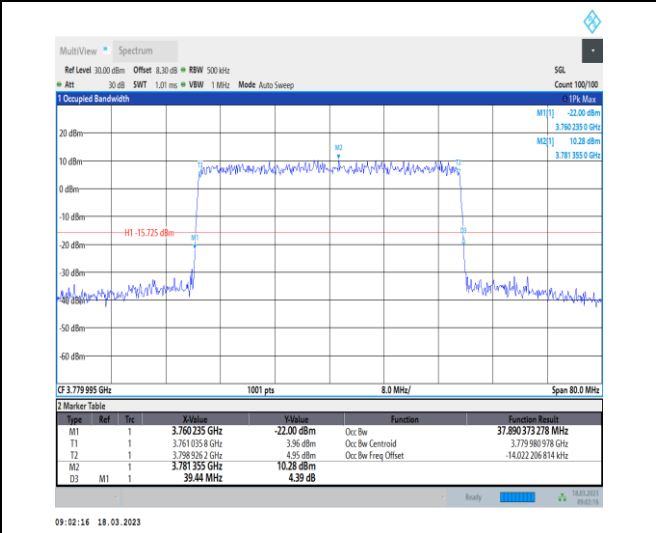 MultiView Spectrum
Ref Level 30.00 dBm Offset 8.30 dB RBW 500 kHz SGL
Att 30 dB SWT 1.01 ms VBW 1 MHz Mode Auto Sweep Count 100/100
1 Occupied Bandwidth 1Pk Max
M1[1] -22.00 dBm
3.760 235 0 GHz
M2[1] 10.28 dBm
3.781 355 0 GHz
20 dBm
M2
10 dBm
T1 T2
0 dBm
-10 dBm
H1 -15.725 dBm
M1 D3
-20 dBm
-30 dBm
-40 dBm
-50 dBm
-60 dBm
CF 3.779 995 GHz 1001 pts 8.0 MHz/ Span 80.0 MHz
2 Marker Table
Type Ref Trc X-Value Y-Value Function Function Result
M1 1 3.760 235 GHz -22.00 dBm Occ Bw 37.890 373 278 MHz
T1 1 3.761 035 8 GHz 3.96 dBm Occ Bw Centroid 3.779 980 978 GHz
T2 1 3.798 926 2 GHz 4.95 dBm Occ Bw Freq Offset -14.022 206 814 kHz
M2 1 3.781 355 GHz 10.28 dBm
D3 M1 1 39.44 MHz 4.39 dB
Ready 18.03.2023
09:02:16
09:02:16 18.03.2023